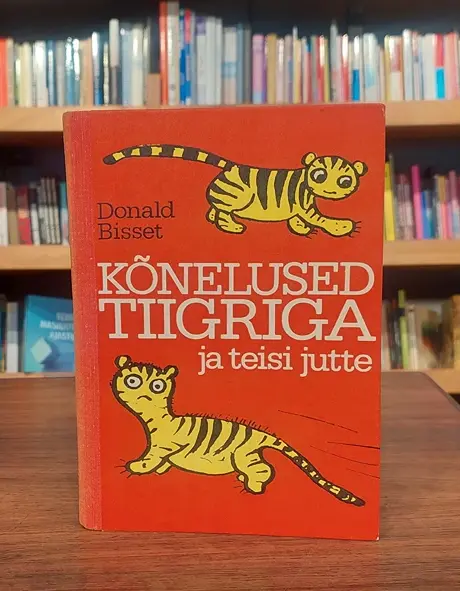 Donald
Bisset
KÕNELUSED
TIIGRIGA
ja teisi jutte